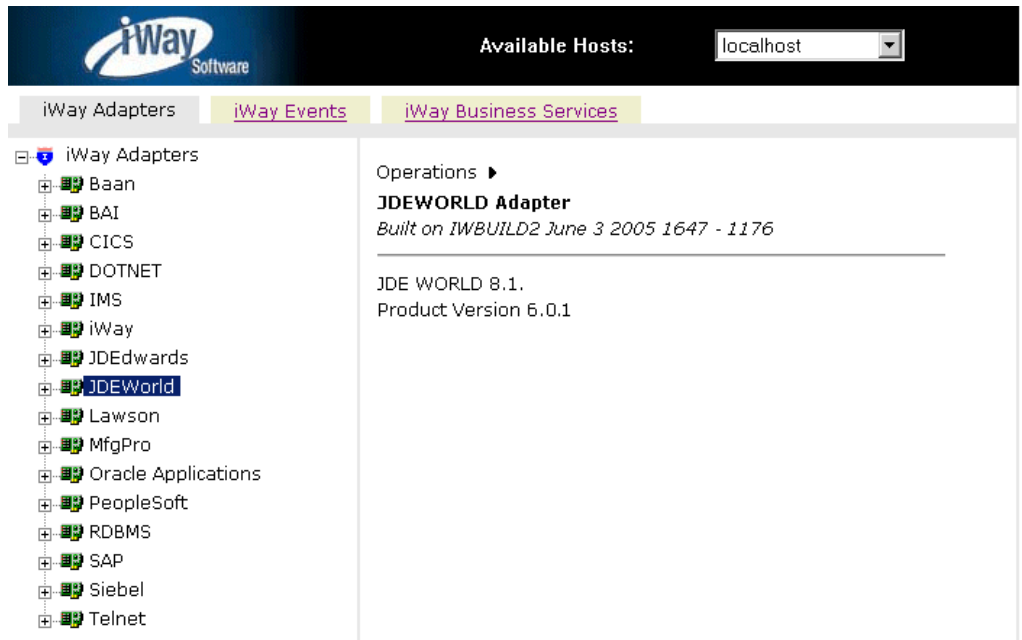 iWay Software
Available Hosts: localhost
iWay Adapters iWay Events iWay Business Services
iWay Adapters
Baan
BAI
CICS
DOTNET
IMS
iWay
JDEdwards
JDEWorld
Lawson
MfgPro
Oracle Applications
PeopleSoft
RDBMS
SAP
Siebel
Telnet
Operations
JDEWORLD Adapter
Built on IWBUILD2 June 3 2005 1647 - 1176
JDE WORLD 8.1.
Product Version 6.0.1